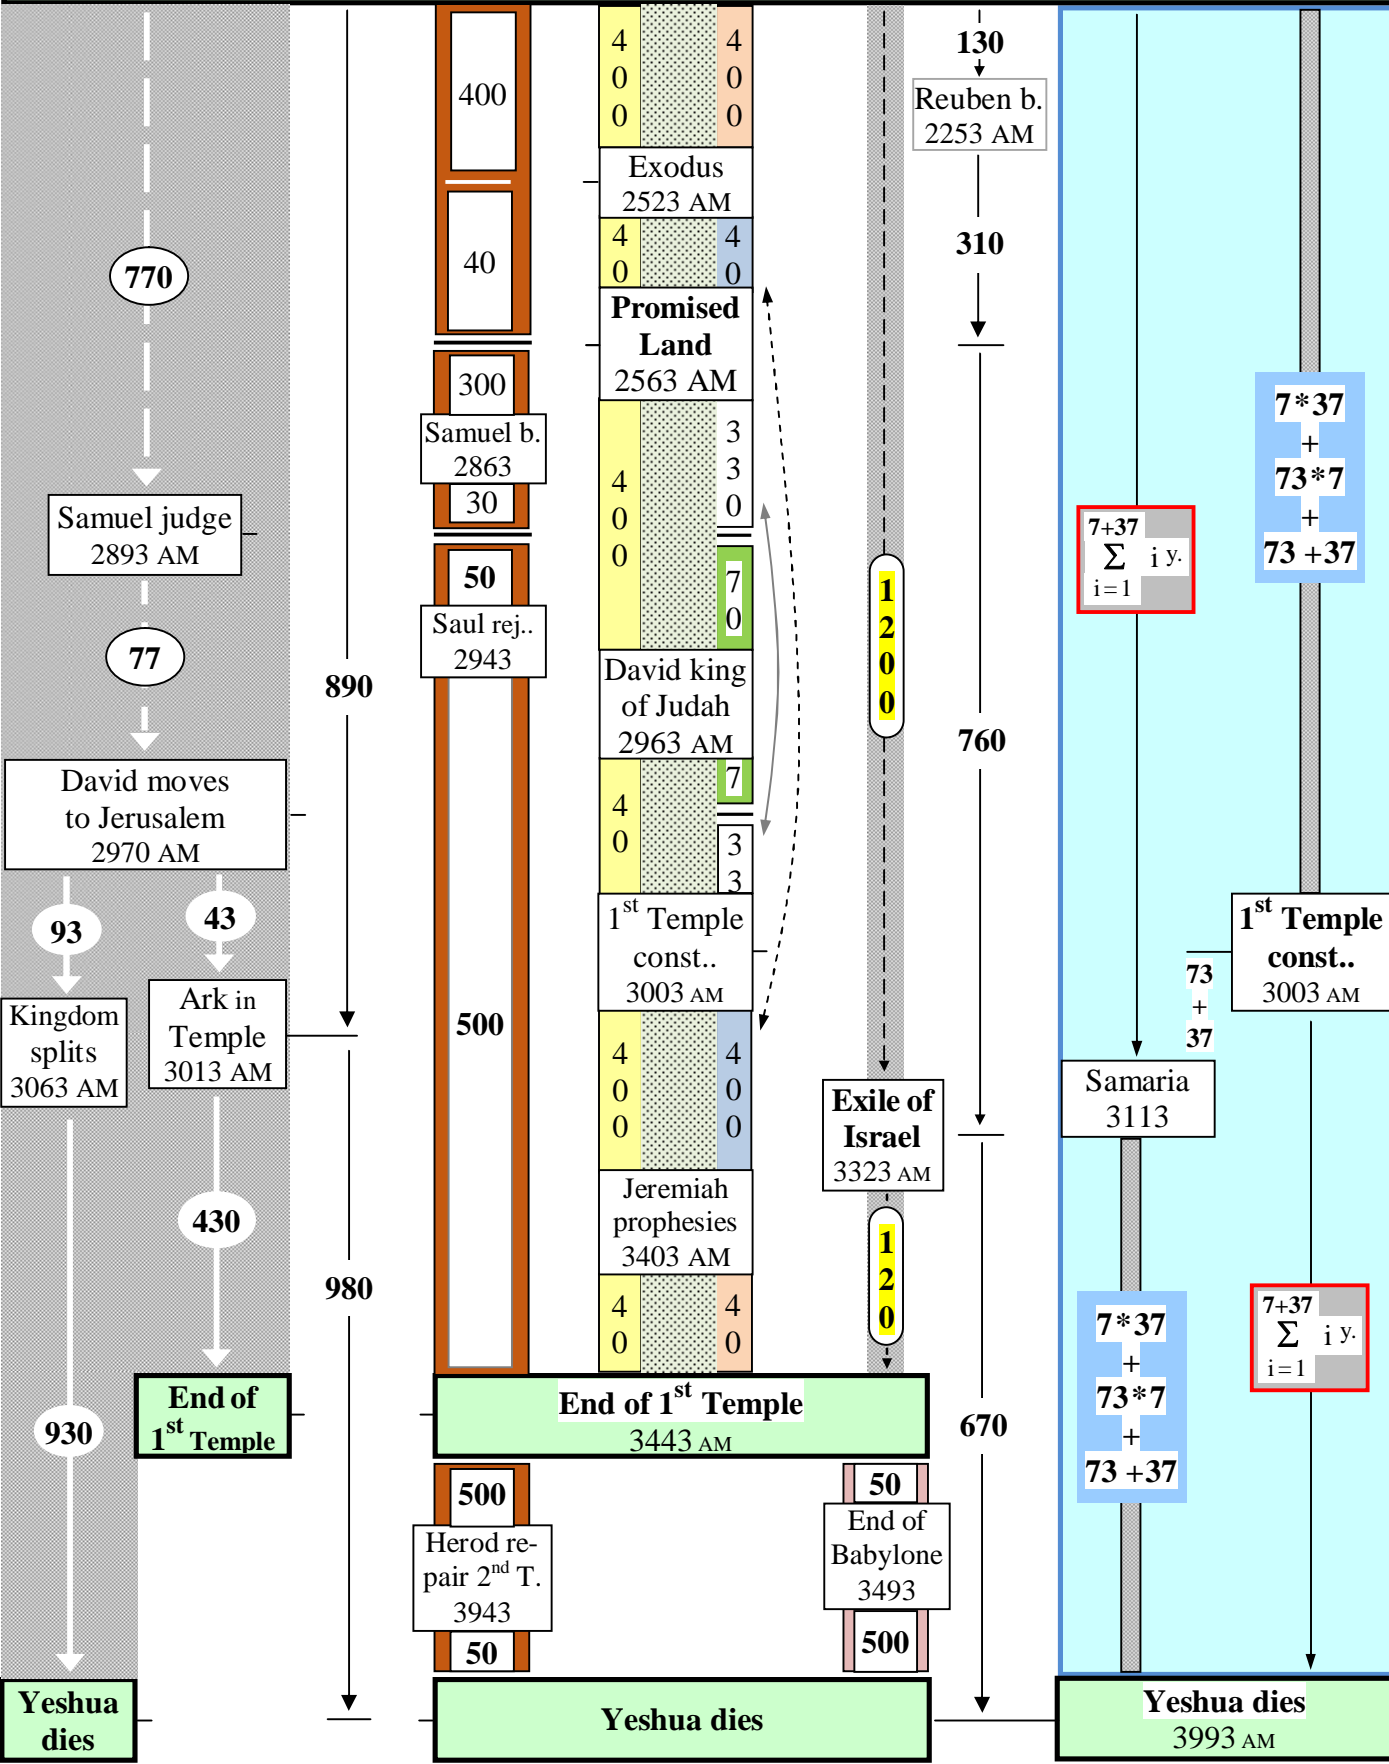 770
Samuel judge
2893 AM
77
David moves
to Jerusalem
2970 AM
93
43
Kingdom
splits
3063 AM
Ark in
Temple
3013 AM
430
930
End of
1st Temple
Yeshua
dies
890
980
400
40
300
Samuel b.
2863
30
50
Saul rej..
2943
500
4
0
0
4
0
0
Exodus
2523 AM
4
0
4
0
Promised
Land
2563 AM
4
0
0
3
3
0
7
0
David king
of Judah
2963 AM
4
0
7
3
3
1st Temple
const..
3003 AM
4
0
0
4
0
0
Jeremiah
prophesies
3403 AM
4
0
4
0
End of 1st Temple
3443 AM
500
Herod re-
pair 2nd T.
3943
50
50
End of
Babylone
3493
500
Yeshua dies
1
2
0
0
Exile of
Israel
3323 AM
1
2
0
130
Reuben b.
2253 AM
310
760
670
7+37
Σ i y.
i=1
Samaria
3113
7*37
+
73*7
+
73+37
7*37
+
73*7
+
73+37
1st Temple
const..
3003 AM
73
+
37
7+37
Σ i y.
i=1
Yeshua dies
3993 AM